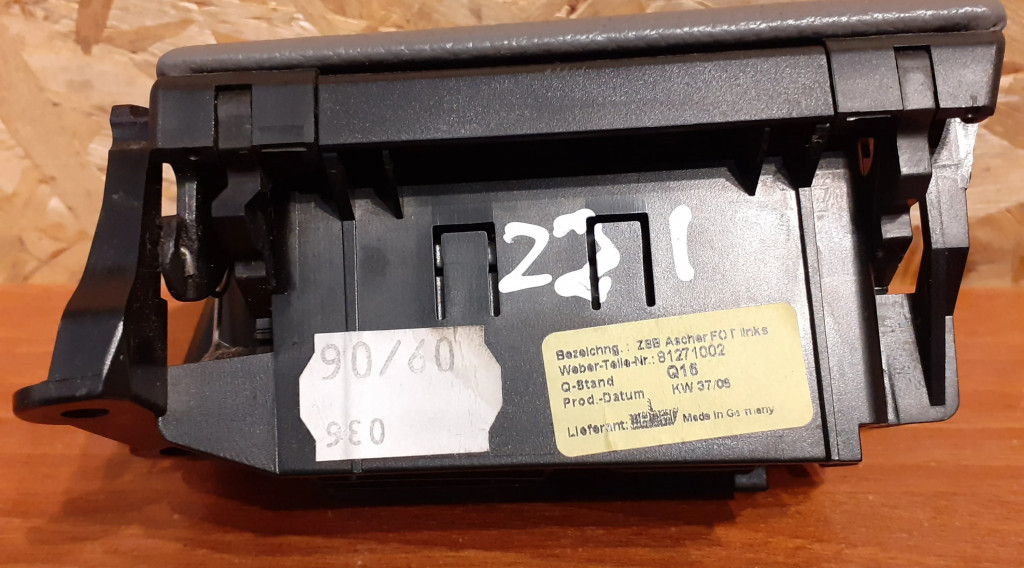 221
90/60
036
Bezeichng. : ZSB Ascher FOT links
Weber-Teile-Nr.: 81271002
Q-Stand Q16
Prod.-Datum KW 37/06
Lieferant: Made in Germany